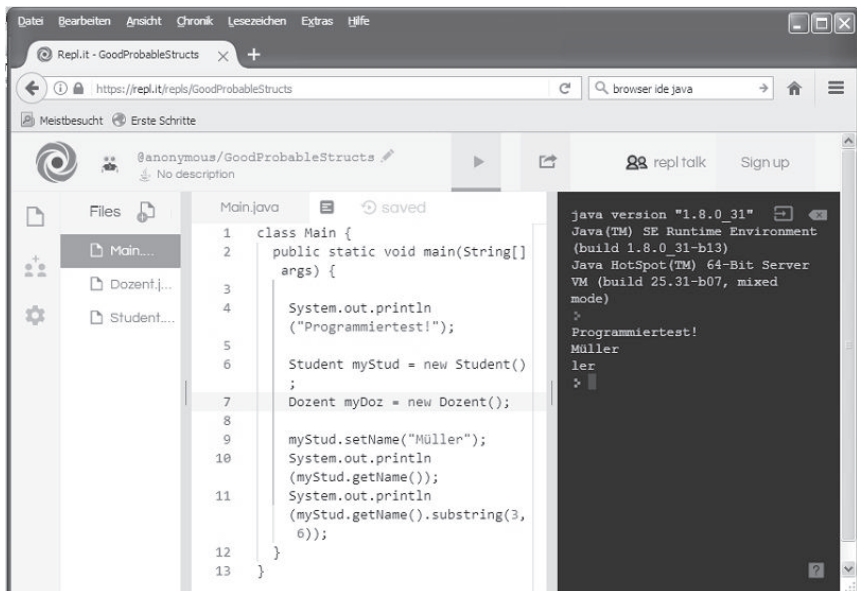 Datei Bearbeiten Ansicht Chronik Lesezeichen Extras Hilfe
Repl.it - GoodProbableStructs
https://repl.it/repls/GoodProbableStructs
browser ide java
Meistbesucht Erste Schritte
@anonymous/GoodProbableStructs
No description
repl talk Sign up
Files
Main....
Dozent.j...
Student....
Main.java saved
1 class Main {
2 public static void main(String[]
args) {
3
4 System.out.println
("Programmiertest!");
5
6 Student myStud = new Student()
;
7 Dozent myDoz = new Dozent();
8
9 myStud.setName("Müller");
10 System.out.println
(myStud.getName());
11 System.out.println
(myStud.getName().substring(3,
6));
12 }
13 }
java version "1.8.0_31"
Java(TM) SE Runtime Environment
(build 1.8.0_31-b13)
Java HotSpot(TM) 64-Bit Server
VM (build 25.31-b07, mixed
mode)
>
Programmiertest!
Müller
ler
>
?